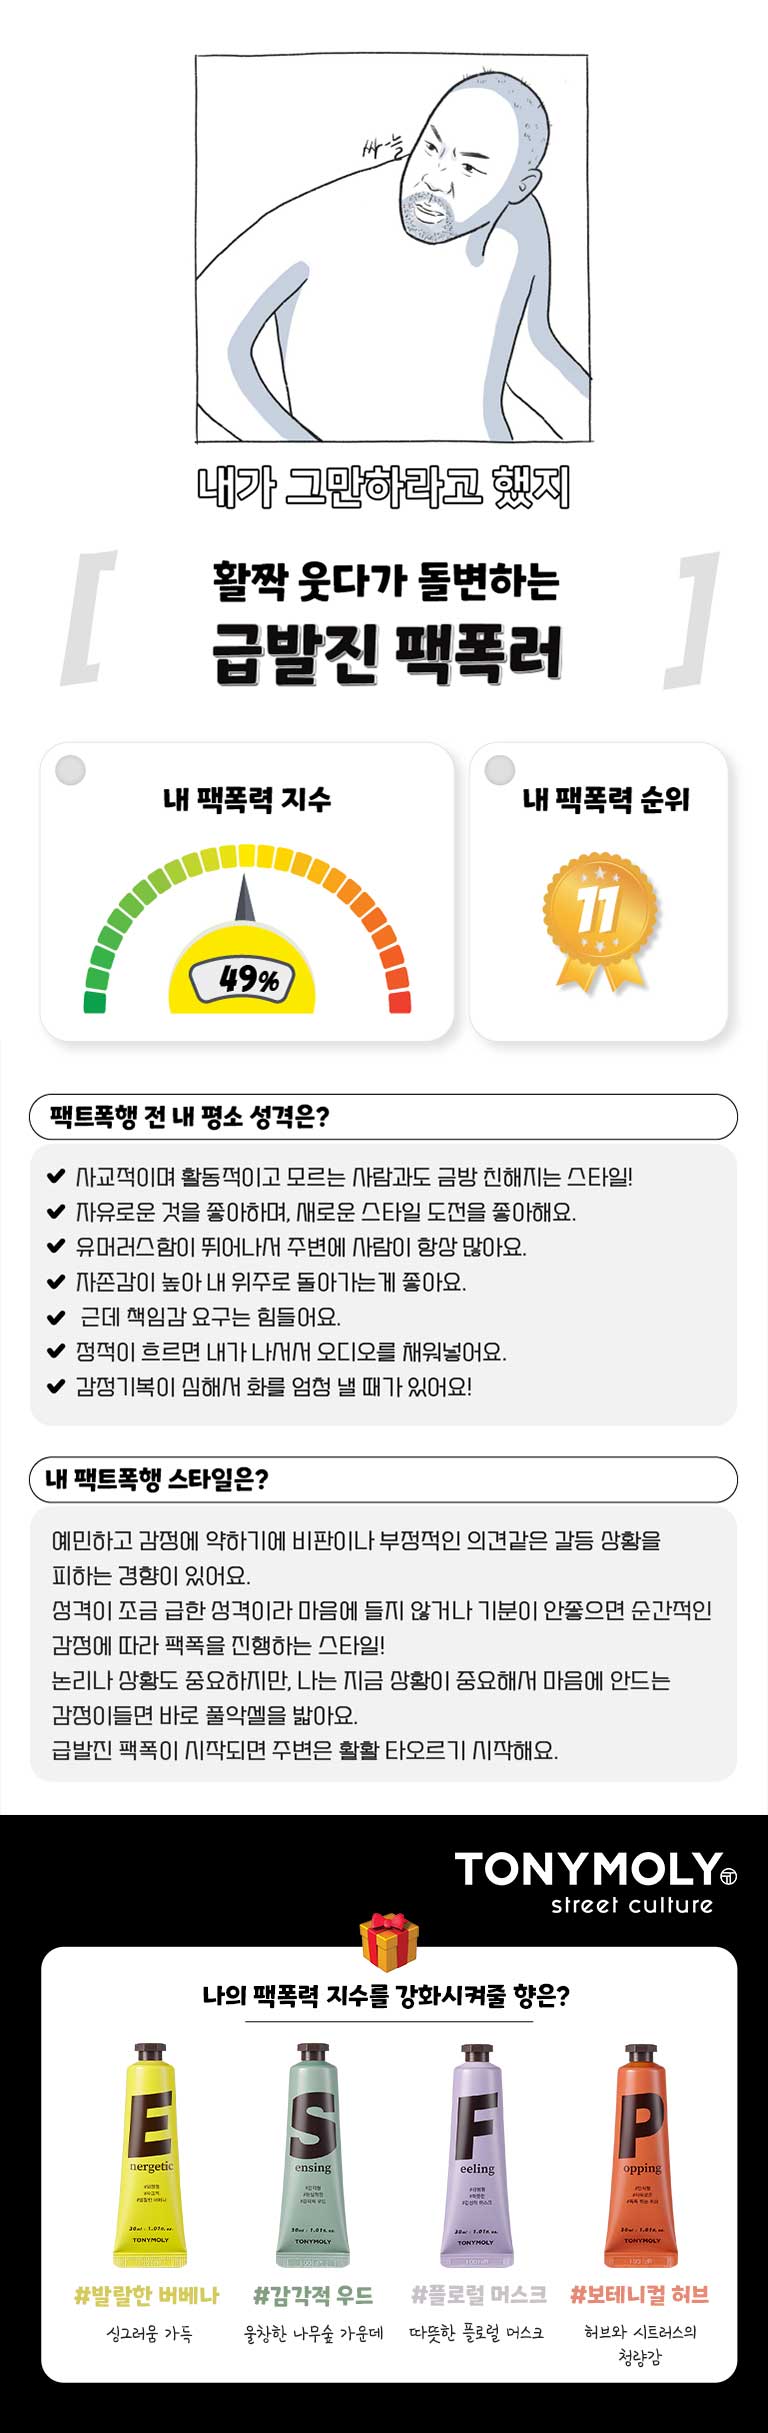 싸-늘
내가 그만하라고 했지
활짝 웃다가 돌변하는
급발진 팩폭러
내 팩폭력 지수
49%
내 팩폭력 순위
11
팩트폭행 전 내 평소 성격은?
사교적이며 활동적이고 모르는 사람과도 금방 친해지는 스타일!
자유로운 것을 좋아하며, 새로운 스타일 도전을 좋아해요.
유머러스함이 뛰어나서 주변에 사람이 항상 많아요.
자존감이 높아 내 위주로 돌아가는게 좋아요.
근데 책임감 요구는 힘들어요.
정적이 흐르면 내가 나서서 오디오를 채워넣어요.
감정기복이 심해서 화를 엄청 낼 때가 있어요!
내 팩트폭행 스타일은?
예민하고 감정에 약하기에 비판이나 부정적인 의견같은 갈등 상황을
피하는 경향이 있어요.
성격이 조금 급한 성격이라 마음에 들지 않거나 기분이 안좋으면 순간적인
감정에 따라 팩폭을 진행하는 스타일!
논리나 상황도 중요하지만, 나는 지금 상황이 중요해서 마음에 안드는
감정이들면 바로 풀악셀을 밟아요.
급발진 팩폭이 시작되면 주변은 활활 타오르기 시작해요.
TONYMOLY
street culture
나의 팩폭력 지수를 강화시켜줄 향은?
E
nergetic
30ml · 1.01fl. oz.
TONYMOLY
S
ensing
30ml · 1.01fl. oz.
TONYMOLY
F
eeling
30ml · 1.01fl. oz.
TONYMOLY
P
opping
30ml · 1.01fl. oz.
TONYMOLY
#발랄한 버베나
싱그러움 가득
#감각적 우드
울창한 나무숲 가운데
#플로럴 머스크
따뜻한 플로럴 머스크
#보테니컬 허브
허브와 시트러스의
청량감